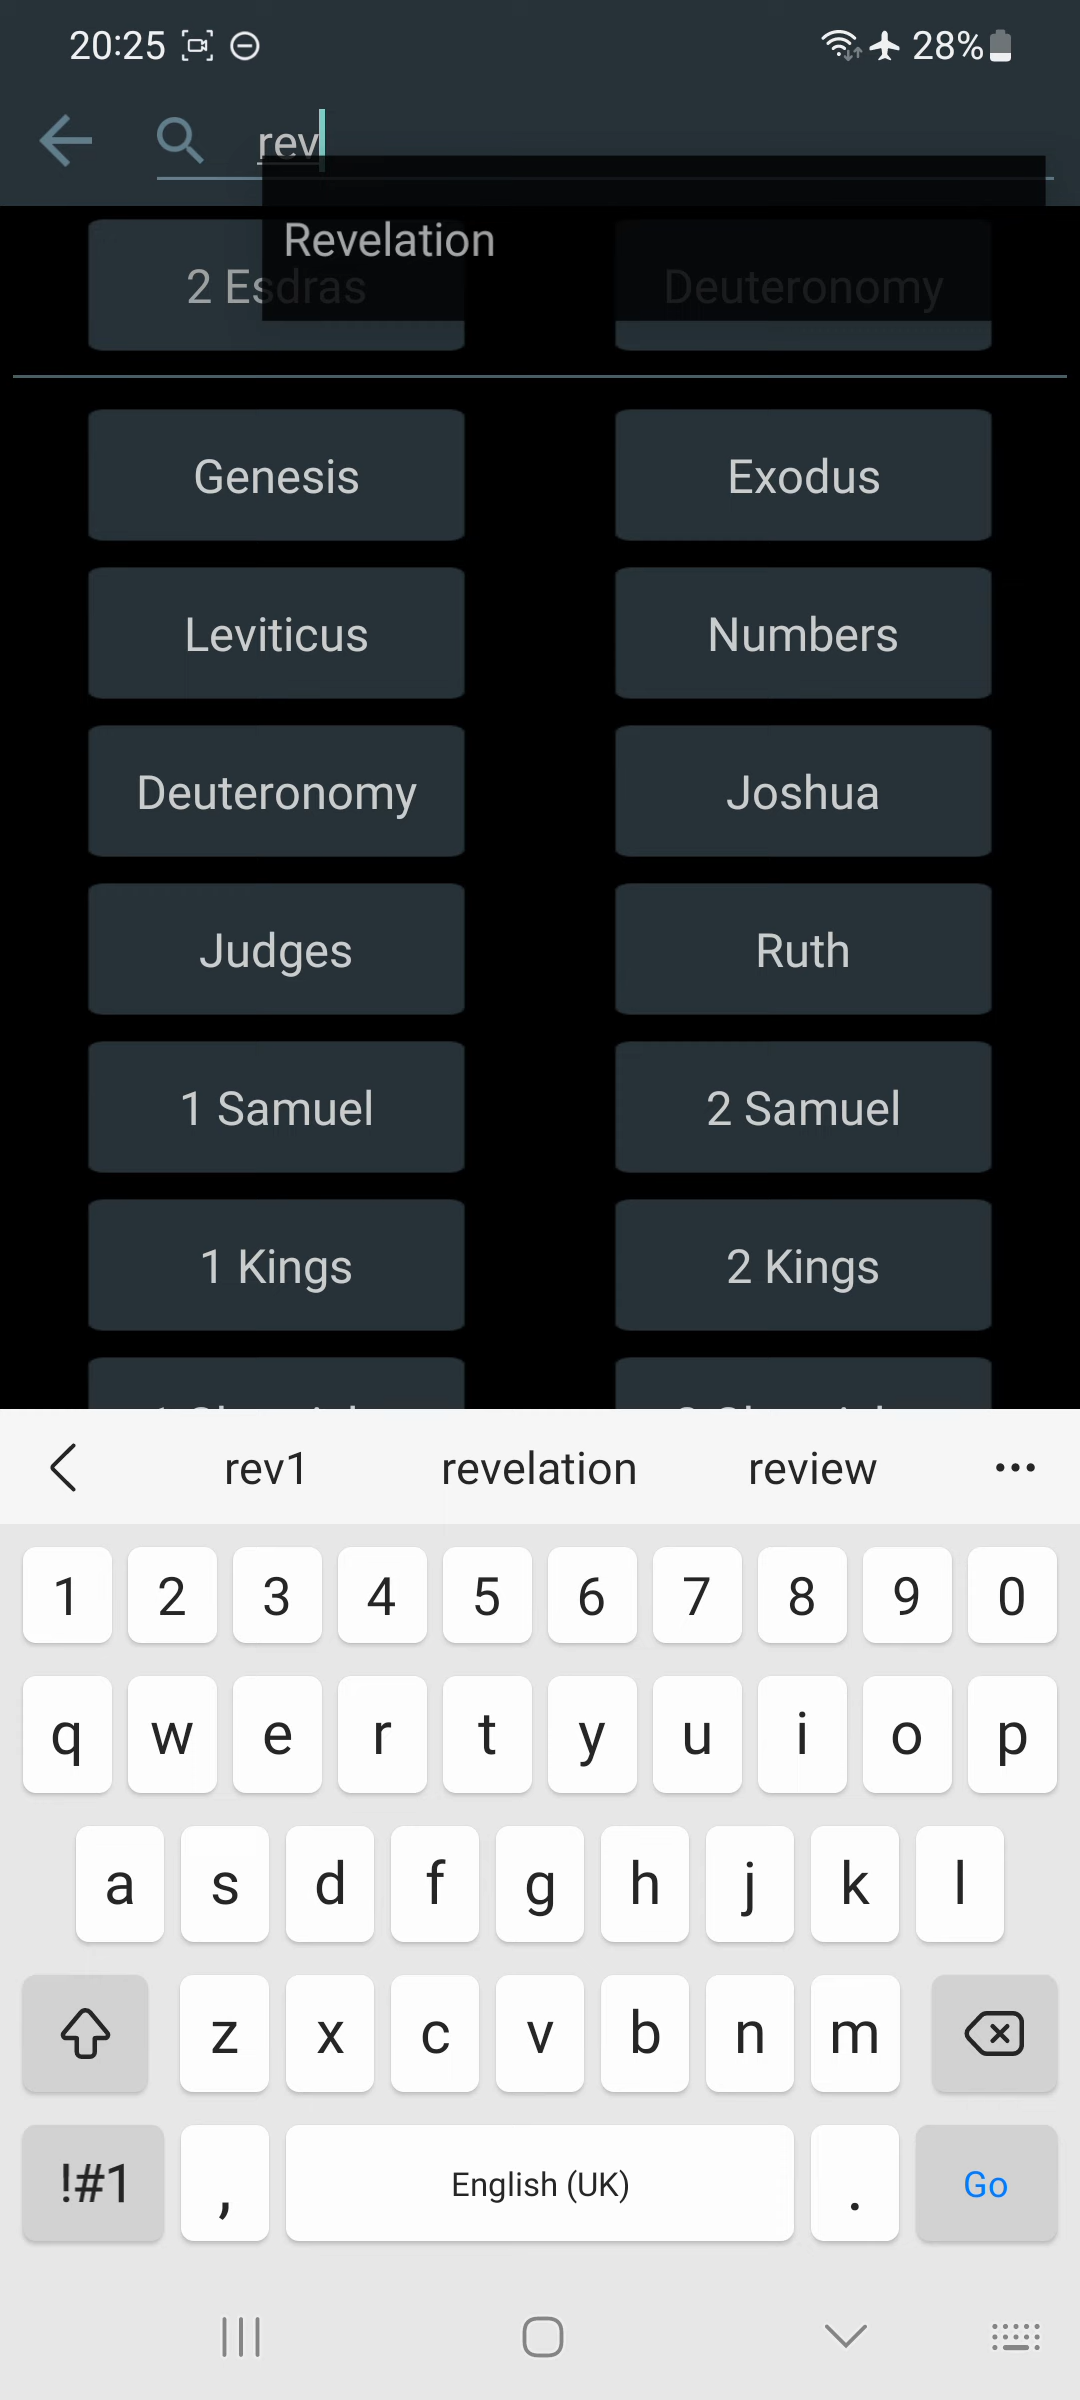 20:25 28%
rev
Revelation
2 Esdras Deuteronomy
Genesis Exodus
Leviticus Numbers
Deuteronomy Joshua
Judges Ruth
1 Samuel 2 Samuel
1 Kings 2 Kings
rev1 revelation review
1 2 3 4 5 6 7 8 9 0
q w e r t y u i o p
a s d f g h j k l
z x c v b n m
!#1 , English (UK) . Go